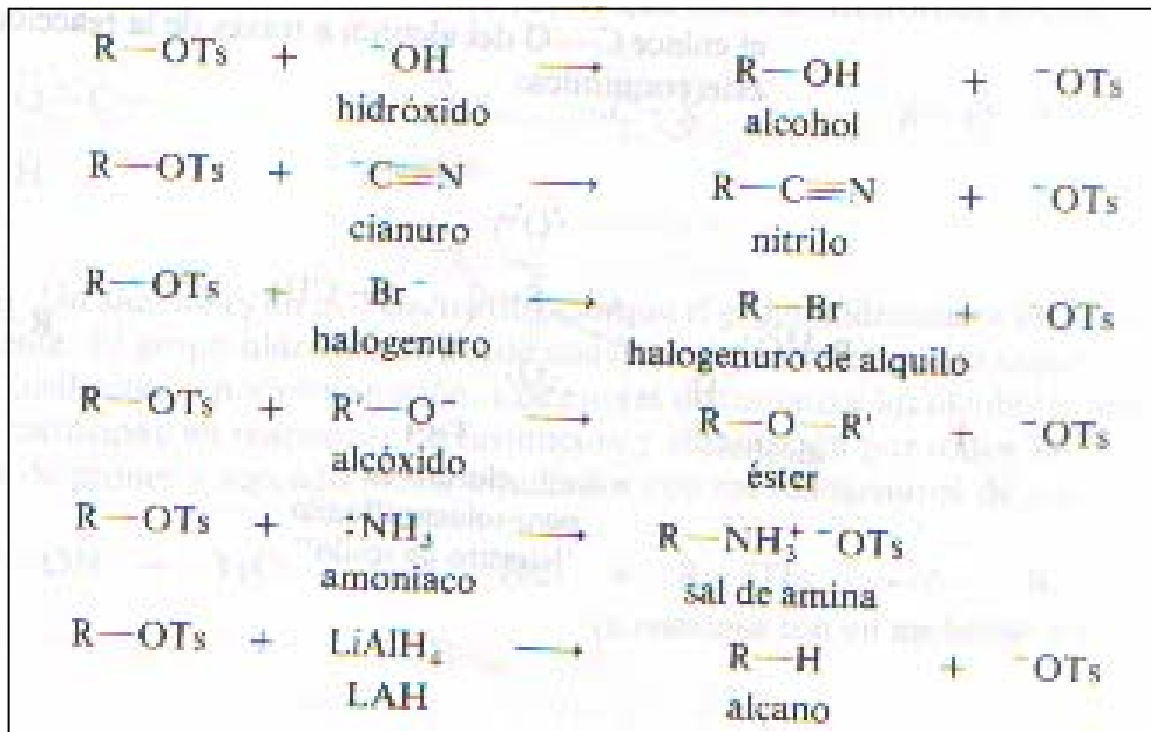 R—OTs + ⁻OH → R—OH + ⁻OTs
hidróxido alcohol
R—OTs + ⁻C≡N → R—C≡N + ⁻OTs
cianuro nitrilo
R—OTs + Br⁻ → R—Br + ⁻OTs
halogenuro halogenuro de alquilo
R—OTs + R'—O⁻ → R—O—R' + ⁻OTs
alcóxido éster
R—OTs + :NH₃ → R—NH₃⁺ ⁻OTs
amoniaco sal de amina
R—OTs + LiAlH₄ → R—H + ⁻OTs
LAH alcano